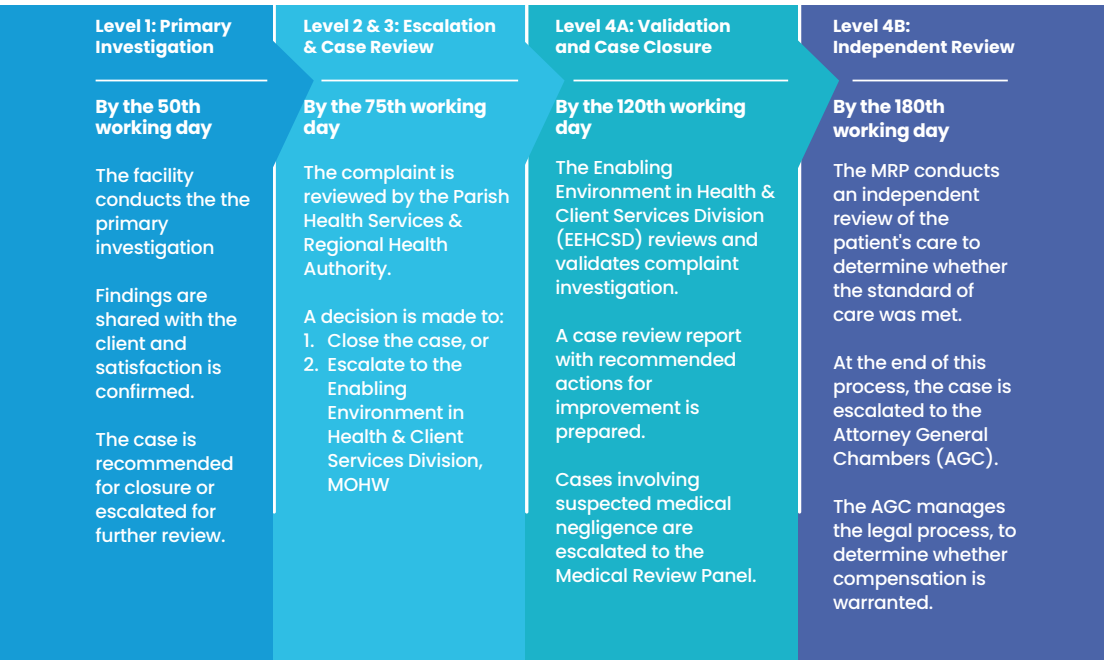 Level 1: Primary
Investigation
By the 50th
working day
The facility
conducts the the
primary
investigation
Findings are
shared with the
client and
satisfaction is
confirmed.
The case is
recommended
for closure or
escalated for
further review.
Level 2 & 3: Escalation
& Case Review
By the 75th working
day
The complaint is
reviewed by the Parish
Health Services &
Regional Health
Authority.
A decision is made to:
1. Close the case, or
2. Escalate to the
Enabling
Environment in
Health & Client
Services Division,
MOHW
Level 4A: Validation
and Case Closure
By the 120th working
day
The Enabling
Environment in Health &
Client Services Division
(EEHCSD) reviews and
validates complaint
investigation.
A case review report
with recommended
actions for
improvement is
prepared.
Cases involving
suspected medical
negligence are
escalated to the
Medical Review Panel.
Level 4B:
Independent Review
By the 180th
working day
The MRP conducts
an independent
review of the
patient's care to
determine whether
the standard of
care was met.
At the end of this
process, the case is
escalated to the
Attorney General
Chambers (AGC).
The AGC manages
the legal process, to
determine whether
compensation is
warranted.